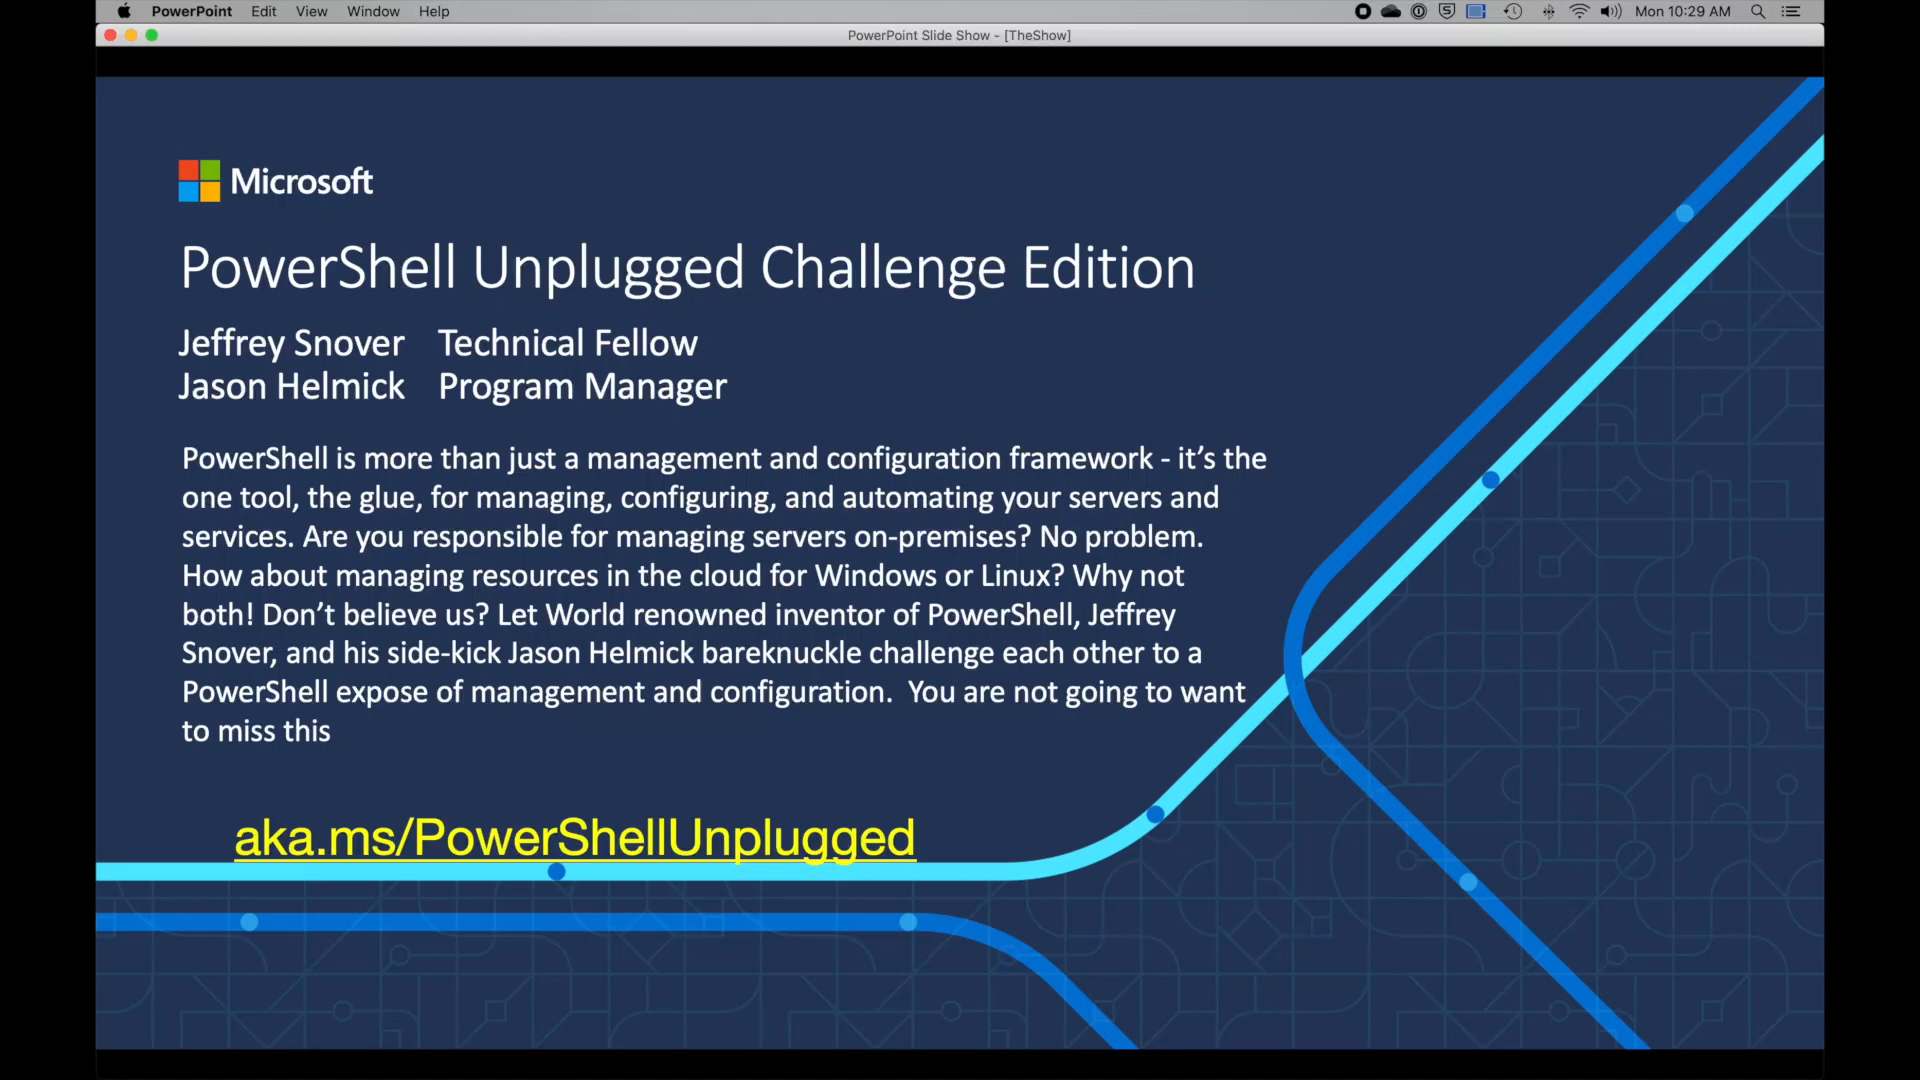 PowerPoint Edit View Window Help Mon 10:29 AM
PowerPoint Slide Show - [TheShow]
Microsoft
PowerShell Unplugged Challenge Edition
Jeffrey Snover Technical Fellow
Jason Helmick Program Manager
PowerShell is more than just a management and configuration framework - it’s the
one tool, the glue, for managing, configuring, and automating your servers and
services. Are you responsible for managing servers on-premises? No problem.
How about managing resources in the cloud for Windows or Linux? Why not
both! Don’t believe us? Let World renowned inventor of PowerShell, Jeffrey
Snover, and his side-kick Jason Helmick bareknuckle challenge each other to a
PowerShell expose of management and configuration.  You are not going to want
to miss this
aka.ms/PowerShellUnplugged